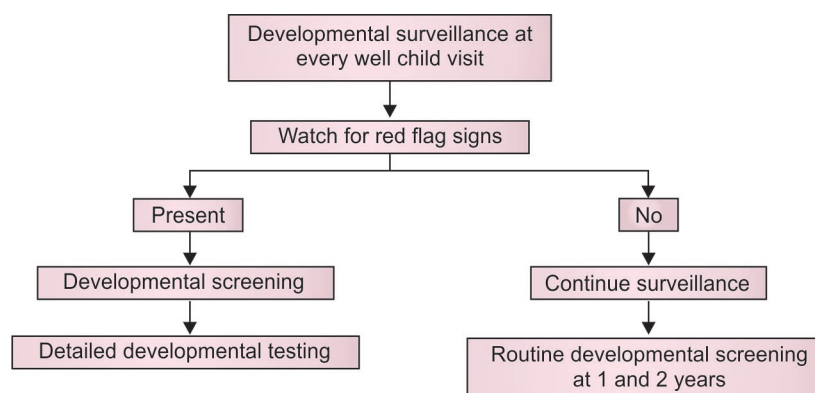 Developmental surveillance at
every well child visit
Watch for red flag signs
Present
No
Developmental screening
Continue surveillance
Detailed developmental testing
Routine developmental screening
at 1 and 2 years